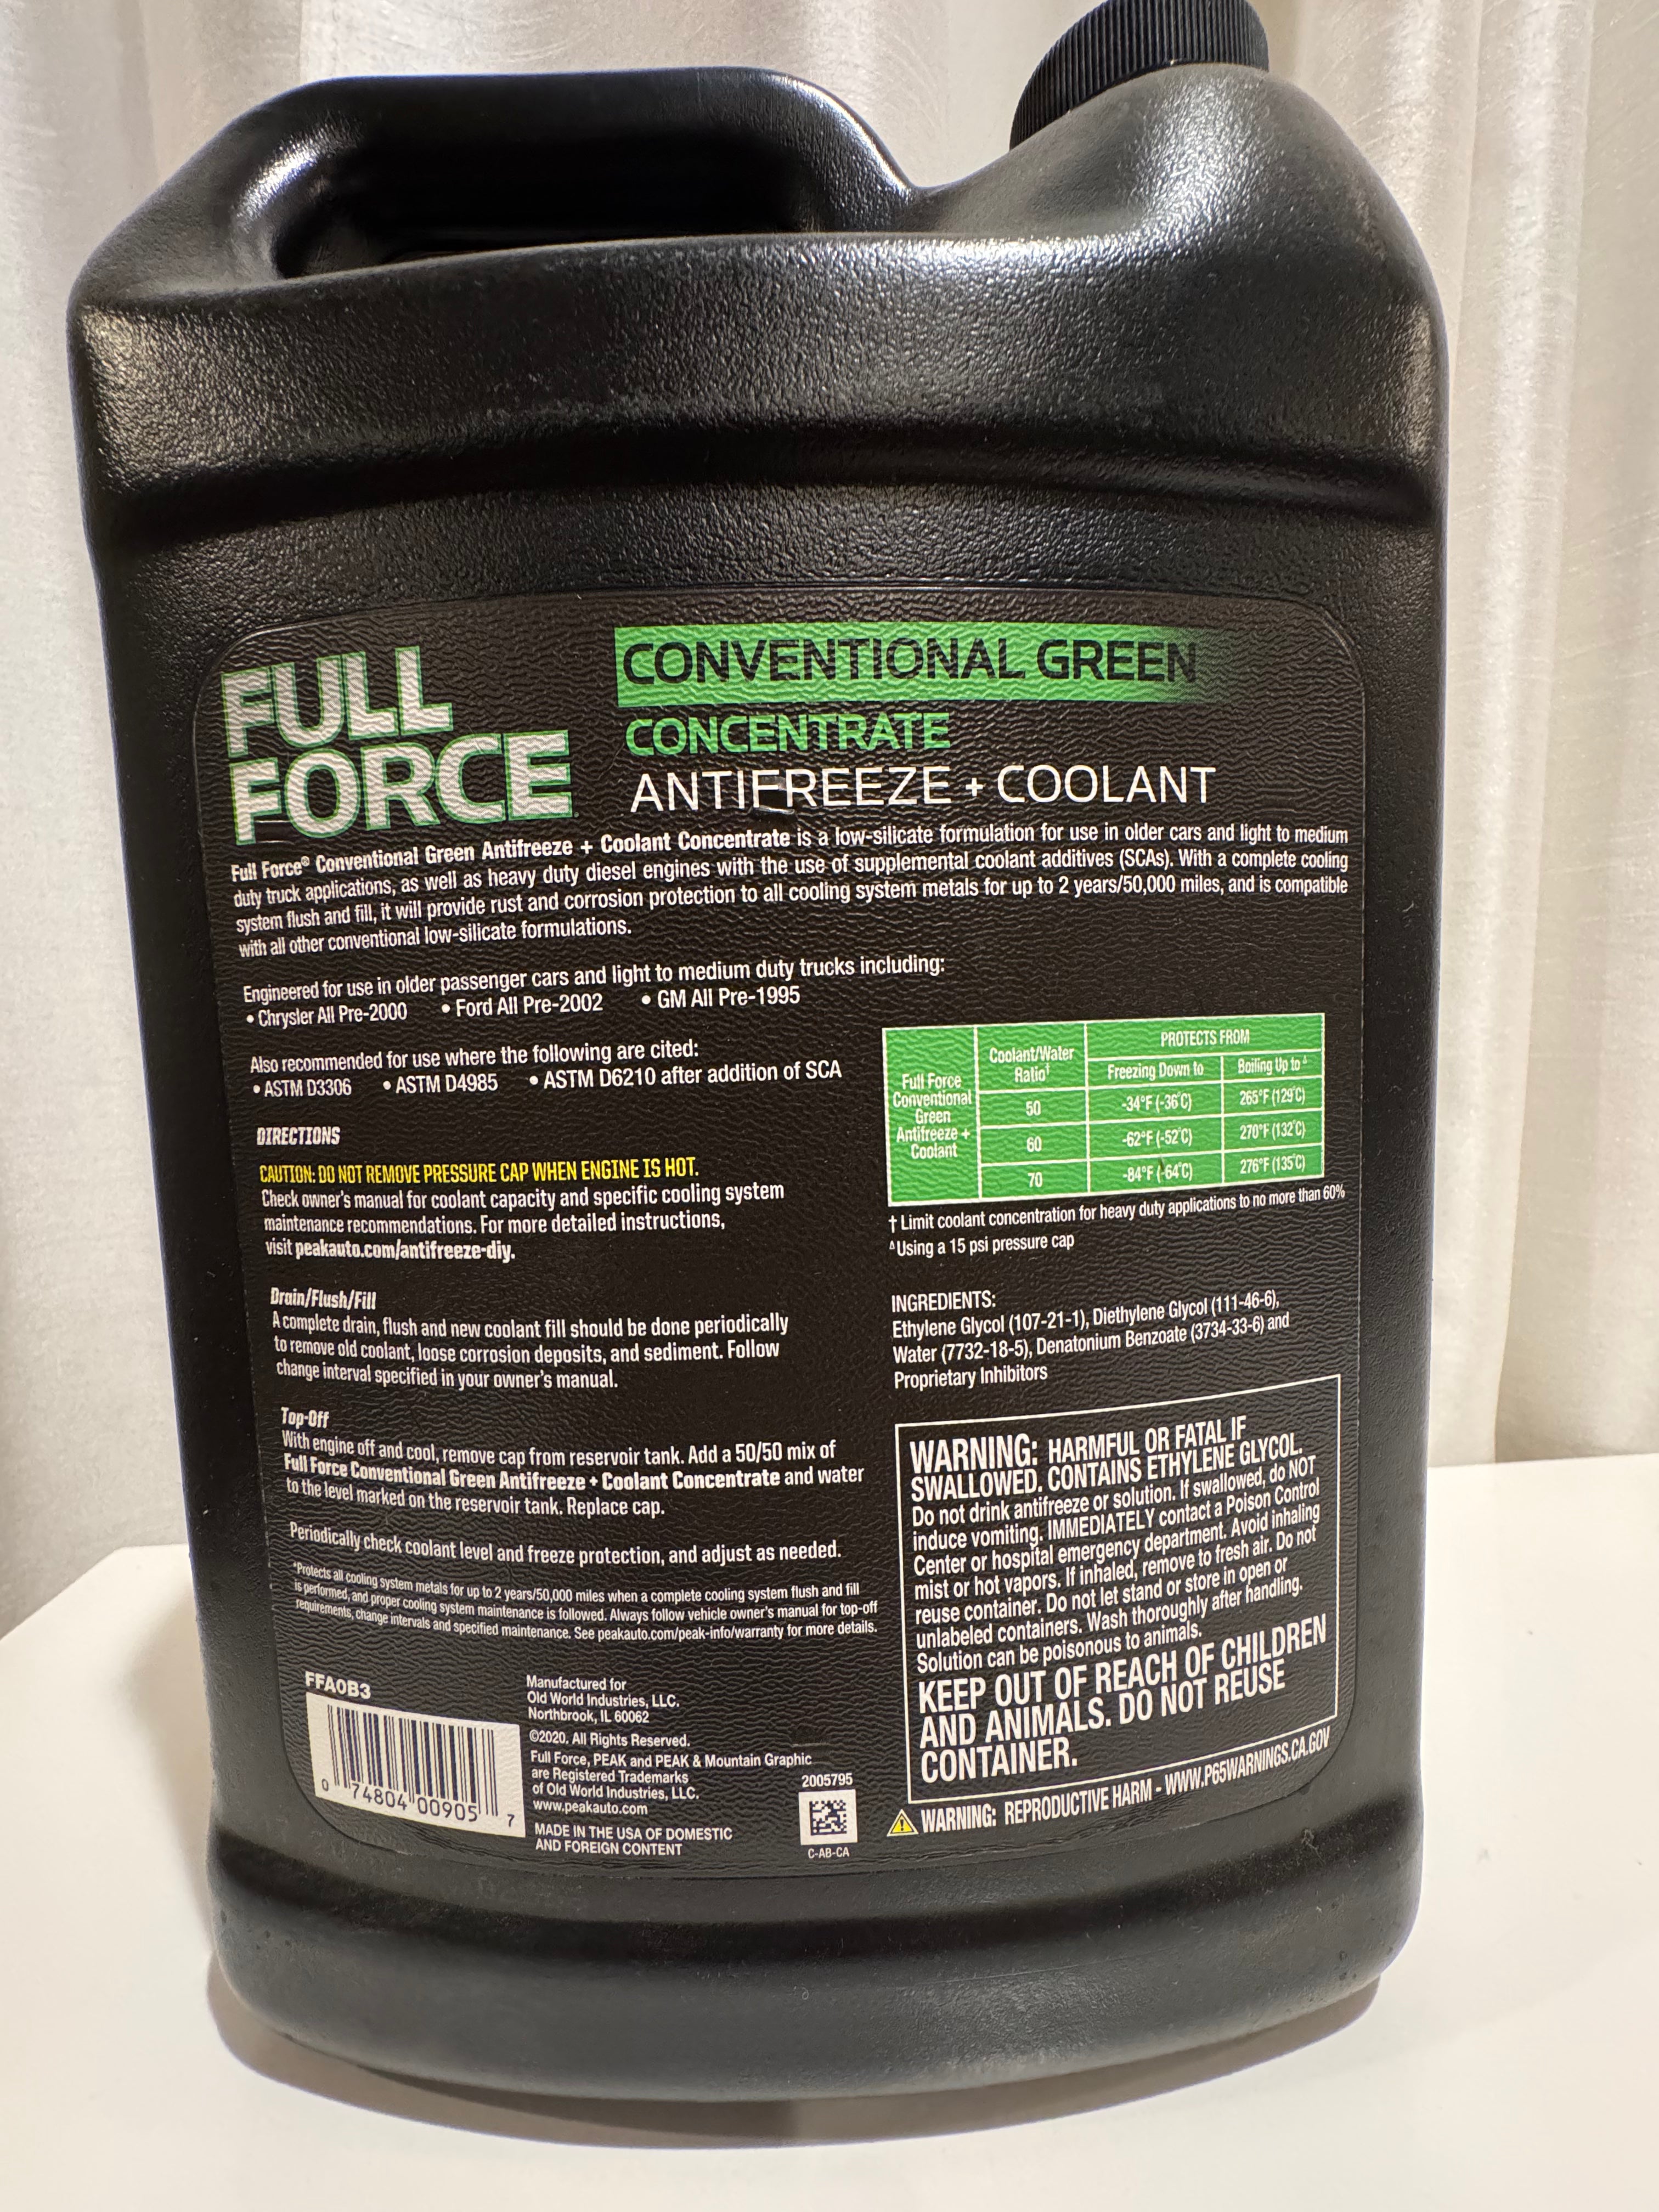 FULL
FORCE
CONVENTIONAL GREEN
CONCENTRATE
ANTIFREEZE + COOLANT
Full Force® Conventional Green Antifreeze + Coolant Concentrate is a low-silicate formulation for use in older cars and light to medium
duty truck applications, as well as heavy duty diesel engines with the use of supplemental coolant additives (SCAs). With a complete cooling
system flush and fill, it will provide rust and corrosion protection to all cooling system metals for up to 2 years/50,000 miles, and is compatible
with all other conventional low-silicate formulations.
Engineered for use in older passenger cars and light to medium duty trucks including:
• Chrysler All Pre-2000 • Ford All Pre-2002 • GM All Pre-1995
Also recommended for use where the following are cited:
• ASTM D3306 • ASTM D4985 • ASTM D6210 after addition of SCA
DIRECTIONS
CAUTION: DO NOT REMOVE PRESSURE CAP WHEN ENGINE IS HOT.
Check owner's manual for coolant capacity and specific cooling system
maintenance recommendations. For more detailed instructions,
visit peakauto.com/antifreeze-diy.
Drain/Flush/Fill
A complete drain, flush and new coolant fill should be done periodically
to remove old coolant, loose corrosion deposits, and sediment. Follow
change interval specified in your owner's manual.
Top-Off
With engine off and cool, remove cap from reservoir tank. Add a 50/50 mix of
Full Force Conventional Green Antifreeze + Coolant Concentrate and water
to the level marked on the reservoir tank. Replace cap.
Periodically check coolant level and freeze protection, and adjust as needed.
*Protects all cooling system metals for up to 2 years/50,000 miles when a complete cooling system flush and fill
is performed, and proper cooling system maintenance is followed. Always follow vehicle owner's manual for top-off
requirements, change intervals and specified maintenance. See peakauto.com/peak-info/warranty for more details.
FFA0B3
0 74804 00905 7
Manufactured for
Old World Industries, LLC.
Northbrook, IL 60062
©2020, All Rights Reserved.
Full Force, PEAK and PEAK & Mountain Graphic
are Registered Trademarks
of Old World Industries, LLC.
www.peakauto.com
MADE IN THE USA OF DOMESTIC
AND FOREIGN CONTENT
2005795
C-AB-CA
Full Force
Conventional
Green
Antifreeze +
Coolant
Coolant/Water
Ratio†
PROTECTS FROM
Freezing Down to
Boiling Up to ∆
50 -34°F (-36°C) 265°F (129°C)
60 -62°F (-52°C) 270°F (132°C)
70 -84°F (-64°C) 276°F (135°C)
† Limit coolant concentration for heavy duty applications to no more than 60%
∆ Using a 15 psi pressure cap
INGREDIENTS:
Ethylene Glycol (107-21-1), Diethylene Glycol (111-46-6),
Water (7732-18-5), Denatonium Benzoate (3734-33-6) and
Proprietary Inhibitors
WARNING: HARMFUL OR FATAL IF
SWALLOWED. CONTAINS ETHYLENE GLYCOL.
Do not drink antifreeze or solution. If swallowed, do NOT
induce vomiting. IMMEDIATELY contact a Poison Control
Center or hospital emergency department. Avoid inhaling
mist or hot vapors. If inhaled, remove to fresh air. Do not
reuse container. Do not let stand or store in open or
unlabeled containers. Wash thoroughly after handling.
Solution can be poisonous to animals.
KEEP OUT OF REACH OF CHILDREN
AND ANIMALS. DO NOT REUSE
CONTAINER.
WARNING: REPRODUCTIVE HARM - WWW.P65WARNINGS.CA.GOV